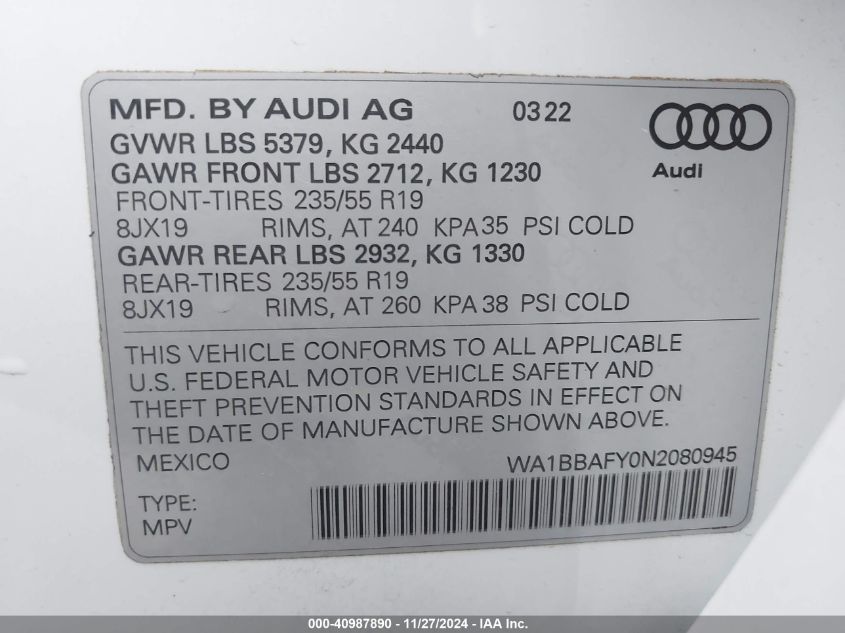 MFD. BY AUDI AG 0322
Audi
GVWR LBS 5379, KG 2440
GAWR FRONT LBS 2712, KG 1230
FRONT-TIRES 235/55 R19
8JX19 RIMS, AT 240 KPA 35 PSI COLD
GAWR REAR LBS 2932, KG 1330
REAR-TIRES 235/55 R19
8JX19 RIMS, AT 260 KPA 38 PSI COLD
THIS VEHICLE CONFORMS TO ALL APPLICABLE
U.S. FEDERAL MOTOR VEHICLE SAFETY AND
THEFT PREVENTION STANDARDS IN EFFECT ON
THE DATE OF MANUFACTURE SHOWN ABOVE.
MEXICO WA1BBAFY0N2080945
TYPE:
MPV
000-40987890 - 11/27/2024 - IAA Inc.